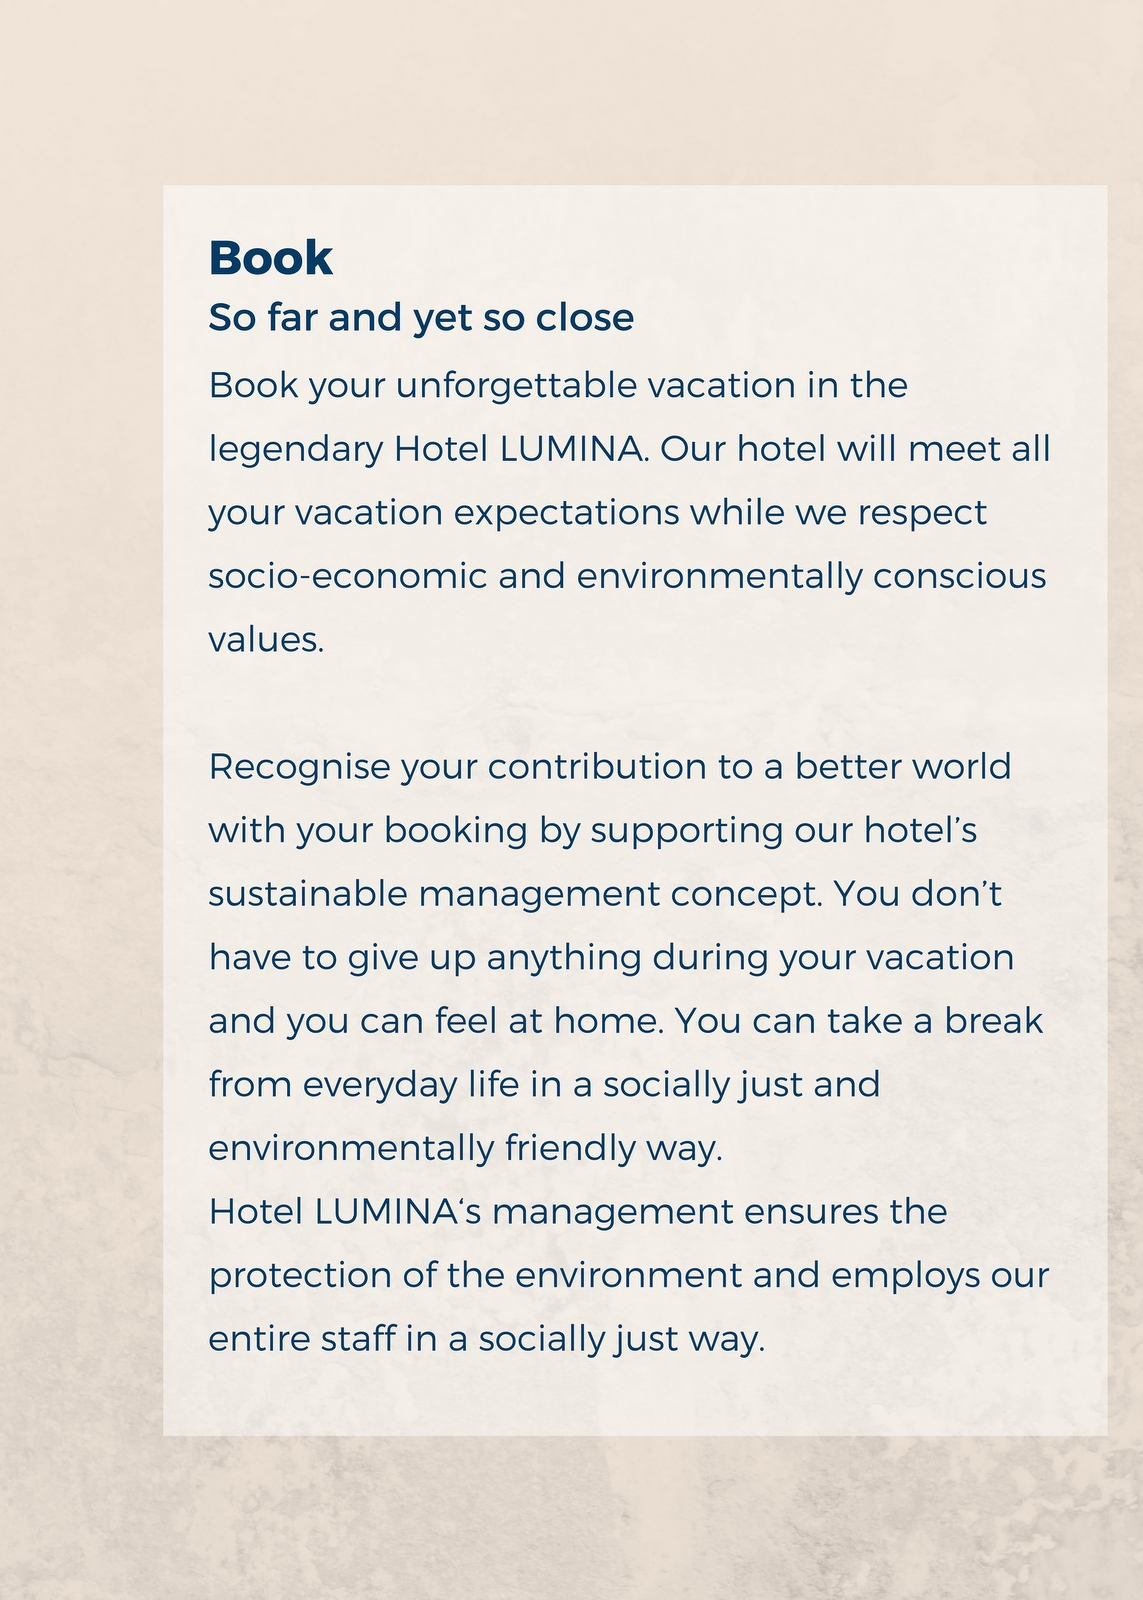 Book
So far and yet so close
Book your unforgettable vacation in the
legendary Hotel LUMINA. Our hotel will meet all
your vacation expectations while we respect
socio-economic and environmentally conscious
values.
Recognise your contribution to a better world
with your booking by supporting our hotel’s
sustainable management concept. You don’t
have to give up anything during your vacation
and you can feel at home. You can take a break
from everyday life in a socially just and
environmentally friendly way.
Hotel LUMINA‘s management ensures the
protection of the environment and employs our
entire staff in a socially just way.